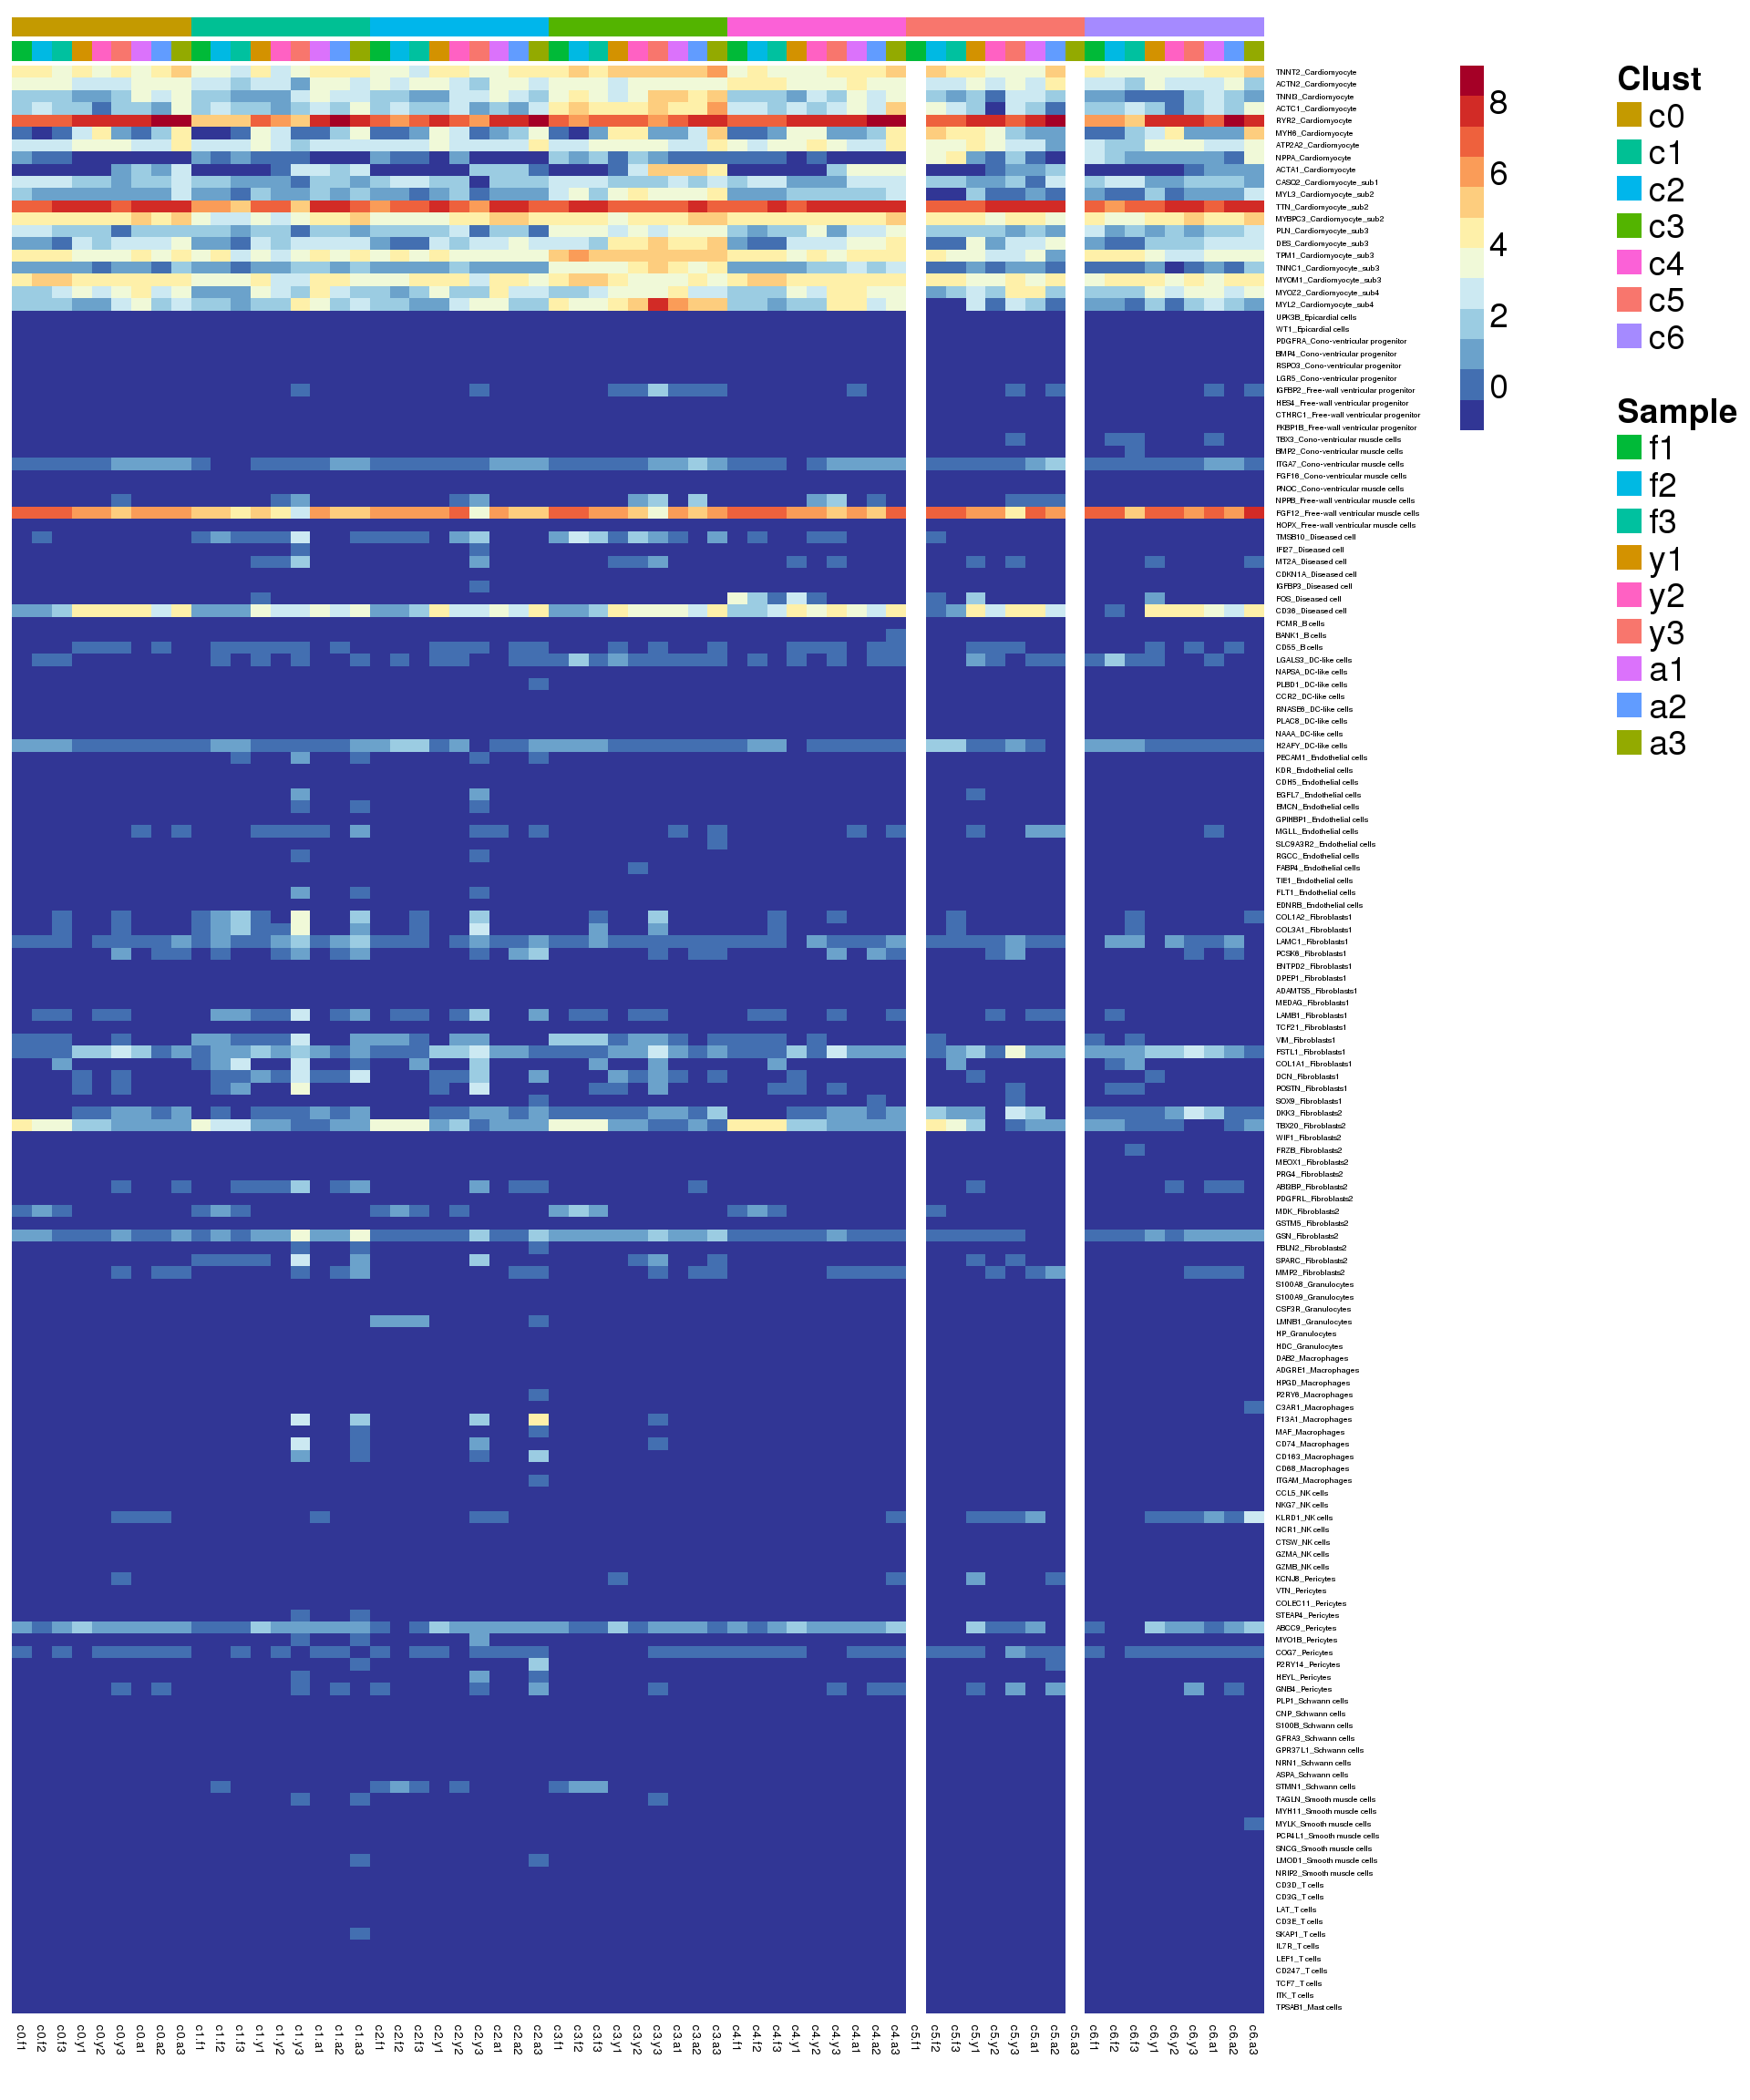 TNNT2_Cardiomyocyte
ACTN2_Cardiomyocyte
TNNI3_Cardiomyocyte
ACTC1_Cardiomyocyte
RYR2_Cardiomyocyte
MYH6_Cardiomyocyte
ATP2A2_Cardiomyocyte
NPPA_Cardiomyocyte
ACTA1_Cardiomyocyte
CASQ2_Cardiomyocyte_sub1
MYL3_Cardiomyocyte_sub2
TTN_Cardiomyocyte_sub2
MYBPC3_Cardiomyocyte_sub2
PLN_Cardiomyocyte_sub3
DES_Cardiomyocyte_sub3
TPM1_Cardiomyocyte_sub3
TNNC1_Cardiomyocyte_sub3
MYOM1_Cardiomyocyte_sub3
MYOZ2_Cardiomyocyte_sub4
MYL2_Cardiomyocyte_sub4
UPK3B_Epicardial cells
WT1_Epicardial cells
PDGFRA_Cono-ventricular progenitor
BMP4_Cono-ventricular progenitor
RSPO3_Cono-ventricular progenitor
LGR5_Cono-ventricular progenitor
IGFBP2_Free-wall ventricular progenitor
HES4_Free-wall ventricular progenitor
CTHRC1_Free-wall ventricular progenitor
FKBP1B_Free-wall ventricular progenitor
TBX3_Cono-ventricular muscle cells
BMP2_Cono-ventricular muscle cells
ITGA7_Cono-ventricular muscle cells
FGF16_Cono-ventricular muscle cells
PNOC_Cono-ventricular muscle cells
NPPB_Free-wall ventricular muscle cells
FGF12_Free-wall ventricular muscle cells
HOPX_Free-wall ventricular muscle cells
TMSB10_Diseased cell
IFI27_Diseased cell
MT2A_Diseased cell
CDKN1A_Diseased cell
IGFBP3_Diseased cell
FOS_Diseased cell
CD36_Diseased cell
FCMR_B cells
BANK1_B cells
CD55_B cells
LGALS3_DC-like cells
NAPSA_DC-like cells
PLBD1_DC-like cells
CCR2_DC-like cells
RNASE6_DC-like cells
PLAC8_DC-like cells
NAAA_DC-like cells
H2AFY_DC-like cells
PECAM1_Endothelial cells
KDR_Endothelial cells
CDH5_Endothelial cells
EGFL7_Endothelial cells
EMCN_Endothelial cells
GPIHBP1_Endothelial cells
MGLL_Endothelial cells
SLC9A3R2_Endothelial cells
RGCC_Endothelial cells
FABP4_Endothelial cells
TIE1_Endothelial cells
FLT1_Endothelial cells
EDNRB_Endothelial cells
COL1A2_Fibroblasts1
COL3A1_Fibroblasts1
LAMC1_Fibroblasts1
PCSK6_Fibroblasts1
ENTPD2_Fibroblasts1
DPEP1_Fibroblasts1
ADAMTS5_Fibroblasts1
MEDAG_Fibroblasts1
LAMB1_Fibroblasts1
TCF21_Fibroblasts1
VIM_Fibroblasts1
FSTL1_Fibroblasts1
COL1A1_Fibroblasts1
DCN_Fibroblasts1
POSTN_Fibroblasts1
SOX9_Fibroblasts1
DKK3_Fibroblasts2
TBX20_Fibroblasts2
WIF1_Fibroblasts2
FRZB_Fibroblasts2
MEOX1_Fibroblasts2
PRG4_Fibroblasts2
ABI3BP_Fibroblasts2
PDGFRL_Fibroblasts2
MDK_Fibroblasts2
GSTM5_Fibroblasts2
GSN_Fibroblasts2
FBLN2_Fibroblasts2
SPARC_Fibroblasts2
MMP2_Fibroblasts2
S100A8_Granulocytes
S100A9_Granulocytes
CSF3R_Granulocytes
LMNB1_Granulocytes
HP_Granulocytes
HDC_Granulocytes
DAB2_Macrophages
ADGRE1_Macrophages
HPGD_Macrophages
P2RY6_Macrophages
C3AR1_Macrophages
F13A1_Macrophages
MAF_Macrophages
CD74_Macrophages
CD163_Macrophages
CD68_Macrophages
ITGAM_Macrophages
CCL5_NK cells
NKG7_NK cells
KLRD1_NK cells
NCR1_NK cells
CTSW_NK cells
GZMA_NK cells
GZMB_NK cells
KCNJ8_Pericytes
VTN_Pericytes
COLEC11_Pericytes
STEAP4_Pericytes
ABCC9_Pericytes
MYO1B_Pericytes
COG7_Pericytes
P2RY14_Pericytes
HEYL_Pericytes
GNB4_Pericytes
PLP1_Schwann cells
CNP_Schwann cells
S100B_Schwann cells
GFRA3_Schwann cells
GPR37L1_Schwann cells
NRN1_Schwann cells
ASPA_Schwann cells
STMN1_Schwann cells
TAGLN_Smooth muscle cells
MYH11_Smooth muscle cells
MYLK_Smooth muscle cells
PCP4L1_Smooth muscle cells
SNCG_Smooth muscle cells
LMOD1_Smooth muscle cells
NRIP2_Smooth muscle cells
CD3D_T cells
CD3G_T cells
LAT_T cells
CD3E_T cells
SKAP1_T cells
IL7R_T cells
LEF1_T cells
CD247_T cells
TCF7_T cells
ITK_T cells
TPSAB1_Mast cells
8
6
4
2
0
Clust
c0
c1
c2
c3
c4
c5
c6
Sample
f1
f2
f3
y1
y2
y3
a1
a2
a3
c0.f1
c0.f2
c0.f3
c0.y1
c0.y2
c0.y3
c0.a1
c0.a2
c0.a3
c1.f1
c1.f2
c1.f3
c1.y1
c1.y2
c1.y3
c1.a1
c1.a2
c1.a3
c2.f1
c2.f2
c2.f3
c2.y1
c2.y2
c2.y3
c2.a1
c2.a2
c2.a3
c3.f1
c3.f2
c3.f3
c3.y1
c3.y2
c3.y3
c3.a1
c3.a2
c3.a3
c4.f1
c4.f2
c4.f3
c4.y1
c4.y2
c4.y3
c4.a1
c4.a2
c4.a3
c5.f1
c5.f2
c5.f3
c5.y1
c5.y2
c5.y3
c5.a1
c5.a2
c5.a3
c6.f1
c6.f2
c6.f3
c6.y1
c6.y2
c6.y3
c6.a1
c6.a2
c6.a3